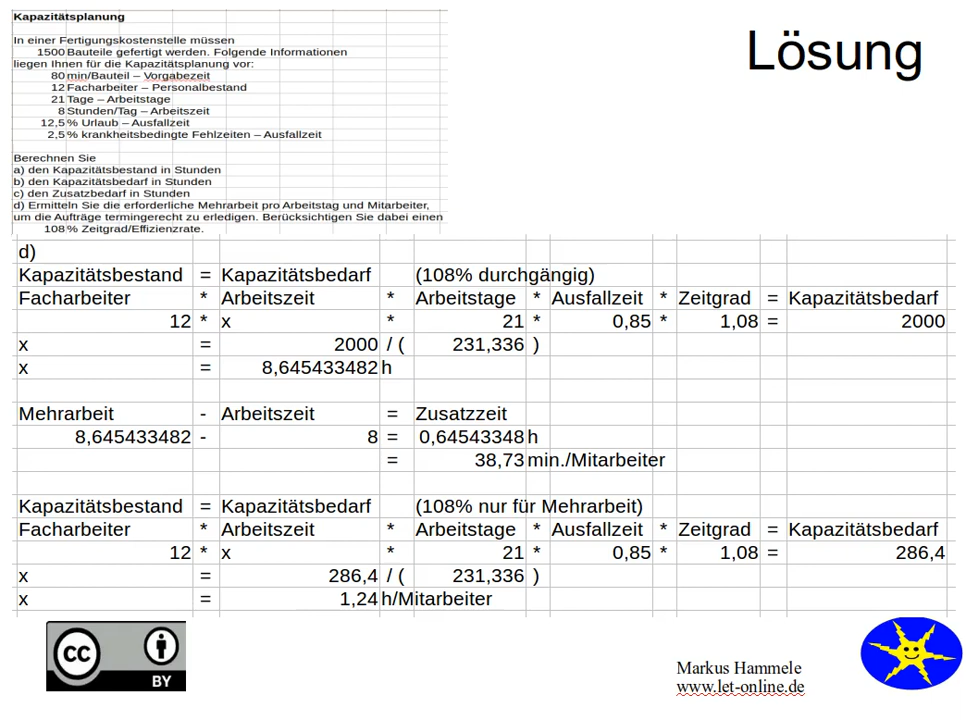 Kapazitätsplanung
Lösung
In einer Fertigungskostenstelle müssen
1500 Bauteile gefertigt werden. Folgende Informationen
liegen Ihnen für die Kapazitätsplanung vor:
80 min/Bauteil – Vorgabezeit
12 Facharbeiter – Personalbestand
21 Tage – Arbeitstage
8 Stunden/Tag – Arbeitszeit
12,5 % Urlaub – Ausfallzeit
2,5 % krankheitsbedingte Fehlzeiten – Ausfallzeit
Berechnen Sie
a) den Kapazitätsbestand in Stunden
b) den Kapazitätsbedarf in Stunden
c) den Zusatzbedarf in Stunden
d) Ermitteln Sie die erforderliche Mehrarbeit pro Arbeitstag und Mitarbeiter,
um die Aufträge termingerecht zu erledigen. Berücksichtigen Sie dabei einen
108 % Zeitgrad/Effizienzrate.
d)
Kapazitätsbestand = Kapazitätsbedarf (108% durchgängig)
Facharbeiter * Arbeitszeit * Arbeitstage * Ausfallzeit * Zeitgrad = Kapazitätsbedarf
12 * x * 21 * 0,85 * 1,08 = 2000
x = 2000 / ( 231,336 )
x = 8,645433482 h
Mehrarbeit - Arbeitszeit = Zusatzzeit
8,645433482 - 8 = 0,64543348 h
= 38,73 min./Mitarbeiter
Kapazitätsbestand = Kapazitätsbedarf (108% nur für Mehrarbeit)
Facharbeiter * Arbeitszeit * Arbeitstage * Ausfallzeit * Zeitgrad = Kapazitätsbedarf
12 * x * 21 * 0,85 * 1,08 = 286,4
x = 286,4 / ( 231,336 )
x = 1,24 h/Mitarbeiter
cc
BY
Markus Hammele
www.let-online.de